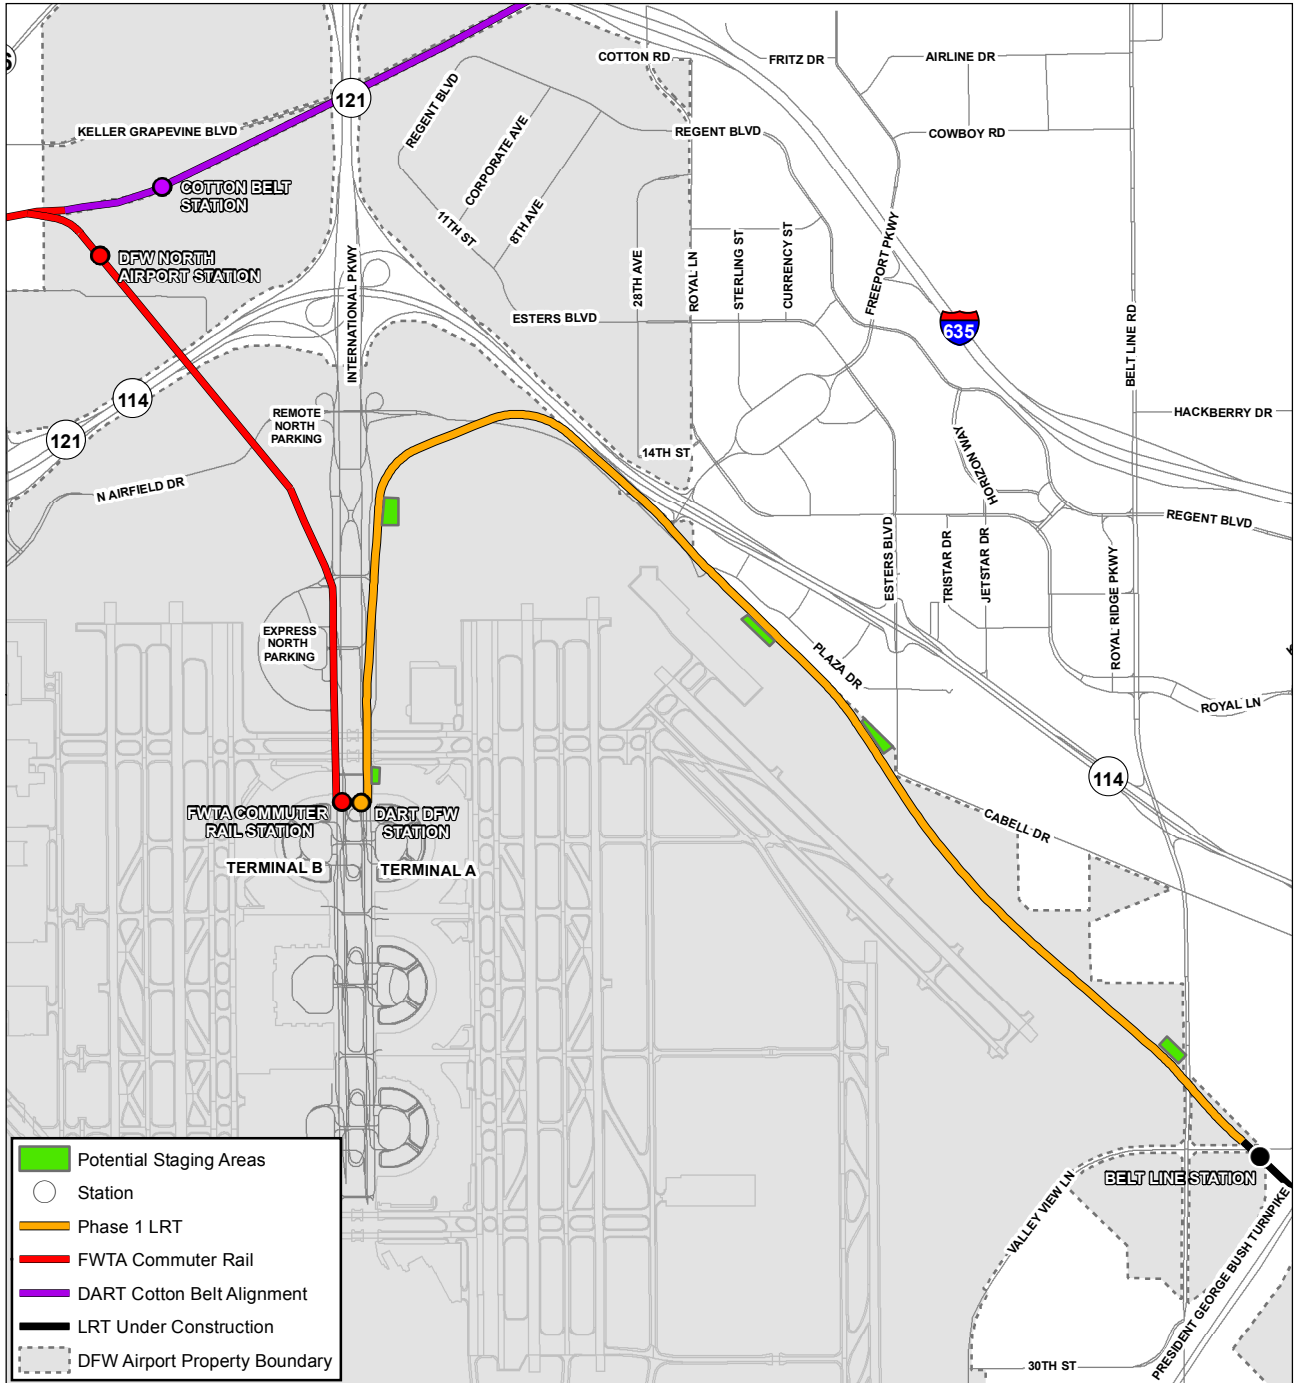 COTTON RD
FRITZ DR
AIRLINE DR
6
121
KELLER GRAPEVINE BLVD
REGENT BLVD
CORPORATE AVE
REGENT BLVD
COWBOY RD
COTTON BELT
STATION
11TH ST
8TH AVE
DFW NORTH
AIRPORT STATION
INTERNATIONAL PKWY
28TH AVE
ROYAL LN
STERLING ST
CURRENCY ST
FREEPORT PKWY
ESTERS BLVD
635
BELT LINE RD
114
121
REMOTE
NORTH
PARKING
HACKBERRY DR
14TH ST
HORIZON WAY
N AIRFIELD DR
REGENT BLVD
ESTERS BLVD
TRISTAR DR
JETSTAR DR
ROYAL RIDGE PKWY
EXPRESS
NORTH
PARKING
PLAZA DR
ROYAL LN
114
FWTA COMMUTER
RAIL STATION
DART DFW
STATION
CABELL DR
TERMINAL B
TERMINAL A
BELT LINE STATION
VALLEY VIEW LN
PRESIDENT GEORGE BUSH TURNPIKE
30TH ST
Potential Staging Areas
Station
Phase 1 LRT
FWTA Commuter Rail
DART Cotton Belt Alignment
LRT Under Construction
DFW Airport Property Boundary